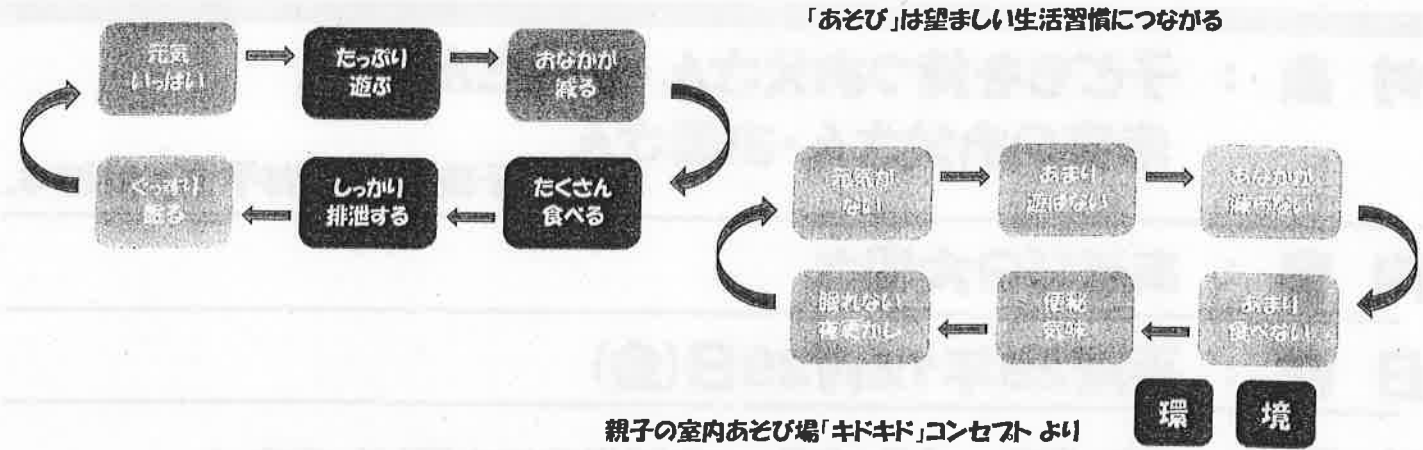 「あそび」は望ましい生活習慣につながる
元気
いっぱい
たっぷり
遊ぶ
おなかが
減る
たくさん
食べる
しっかり
排泄する
ぐっすり
眠る
元気が
ない
あまり
遊ばない
おなかが
減らない
あまり
食べない
便秘
気味
眠れない
夜更かし
環 境
親子の室内あそび場「キドキド」コンセプト より